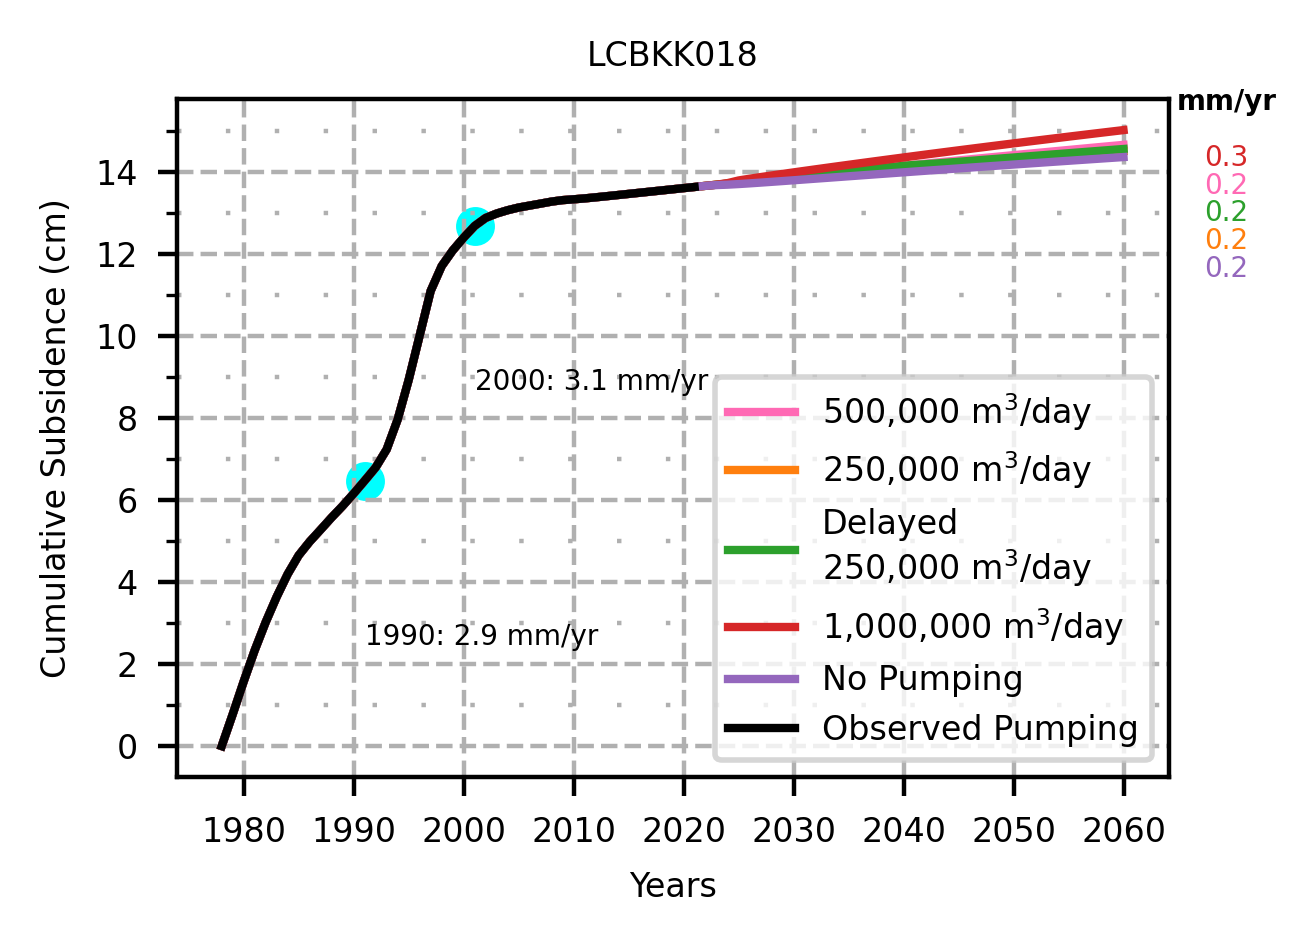 LCBKK018
mm/yr
0.3
0.2
0.2
0.2
0.2
Cumulative Subsidence (cm)
14
12
10
8
6
4
2
0
2000: 3.1 mm/yr
1990: 2.9 mm/yr
500,000 m³/day
250,000 m³/day
Delayed
250,000 m³/day
1,000,000 m³/day
No Pumping
Observed Pumping
1980 1990 2000 2010 2020 2030 2040 2050 2060
Years